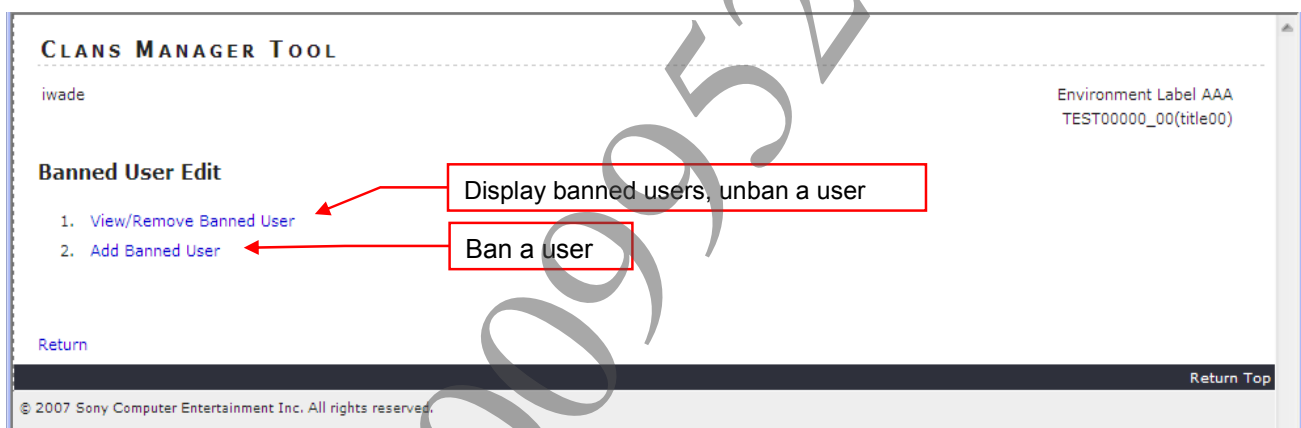 CLANS MANAGER TOOL
iwade
Environment Label AAA
TEST00000_00(title00)
Banned User Edit
Display banned users, unban a user
1. View/Remove Banned User
2. Add Banned User
Ban a user
Return
Return Top
© 2007 Sony Computer Entertainment Inc. All rights reserved.